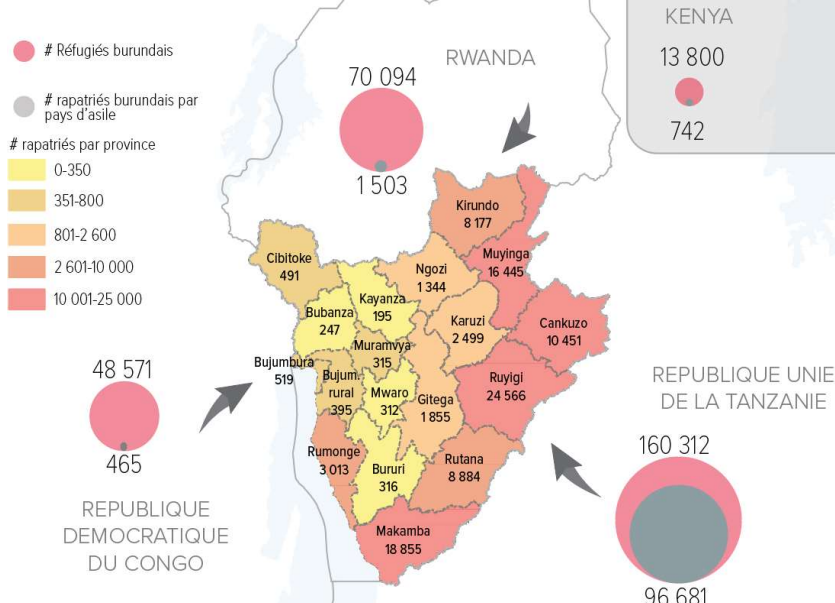 # Réfugiés burundais
# rapatriés burundais par
pays d'asile
# rapatriés par province
0-350
351-800
801-2 600
2 601-10 000
10 001-25 000
RWANDA
70 094
1 503
KENYA
13 800
742
Kirundo
8 177
Muyinga
16 445
Ngozi
1 344
Cibitoke
491
Kayanza
195
Bubanza
247
Karuzi
2 499
Cankuzo
10 451
Muramvya
315
Bujumbura
519
Bujum.
rural
395
Mwaro
312
Gitega
1 855
Ruyigi
24 566
Rumonge
3 013
Bururi
316
Rutana
8 884
Makamba
18 855
48 571
465
REPUBLIQUE
DEMOCRATIQUE
DU CONGO
REPUBLIQUE UNIE
DE LA TANZANIE
160 312
96 681